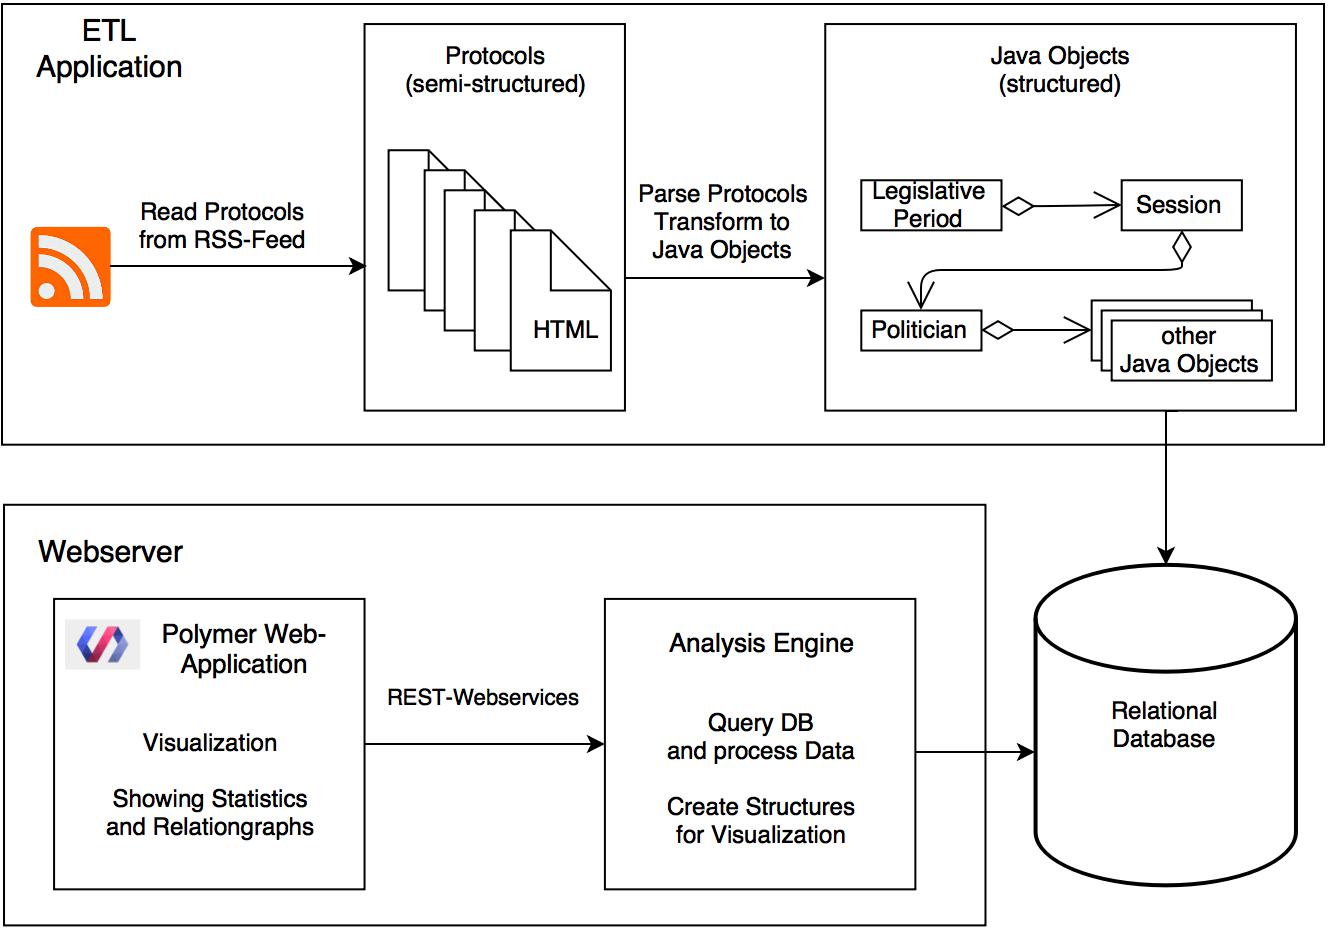 ETL
Application
Protocols
(semi-structured)
Java Objects
(structured)
Read Protocols
from RSS-Feed
HTML
Parse Protocols
Transform to
Java Objects
Legislative
Period
Session
Politician
other
Java Objects
Webserver
Polymer Web-
Application
Visualization
Showing Statistics
and Relationgraphs
REST-Webservices
Analysis Engine
Query DB
and process Data
Create Structures
for Visualization
Relational
Database